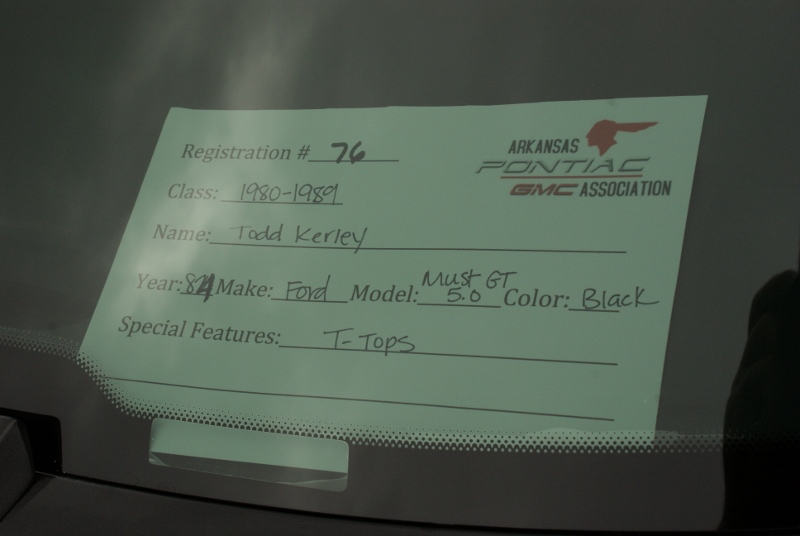 ARKANSAS
PONTIAC
GMC ASSOCIATION
Registration # 76
Class: 1980-1989
Name: Todd Kerley
Year: 84 Make: Ford Model: Must GT 5.0 Color: Black
Special Features: T-Tops